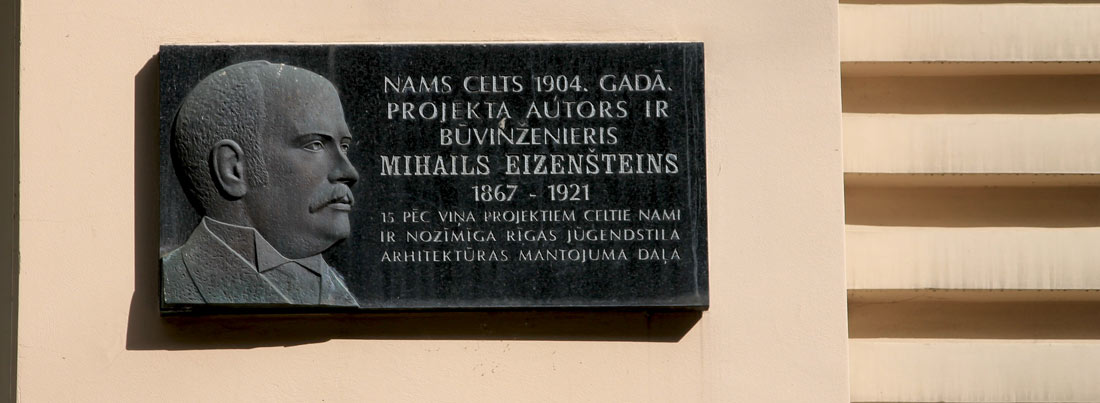 NAMS CELTS 1904. GADĀ.
PROJEKTA AUTORS IR
BŪVIŅŽENIERIS
MIHAILS EIZENŠTEINS
1867 - 1921
15 PĒC VIŅA PROJEKTIEM CELTIE NAMI
IR NOZĪMĪGA RĪGAS JŪGENDSTILA
ARHITEKTŪRAS MANTOJUMA DAĻA